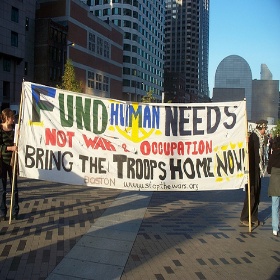 FUND HUMAN NEEDS
NOT WAR & OCCUPATION
BRING THE TROOPS HOME NOW!
BOSTON www.stopthewars.org